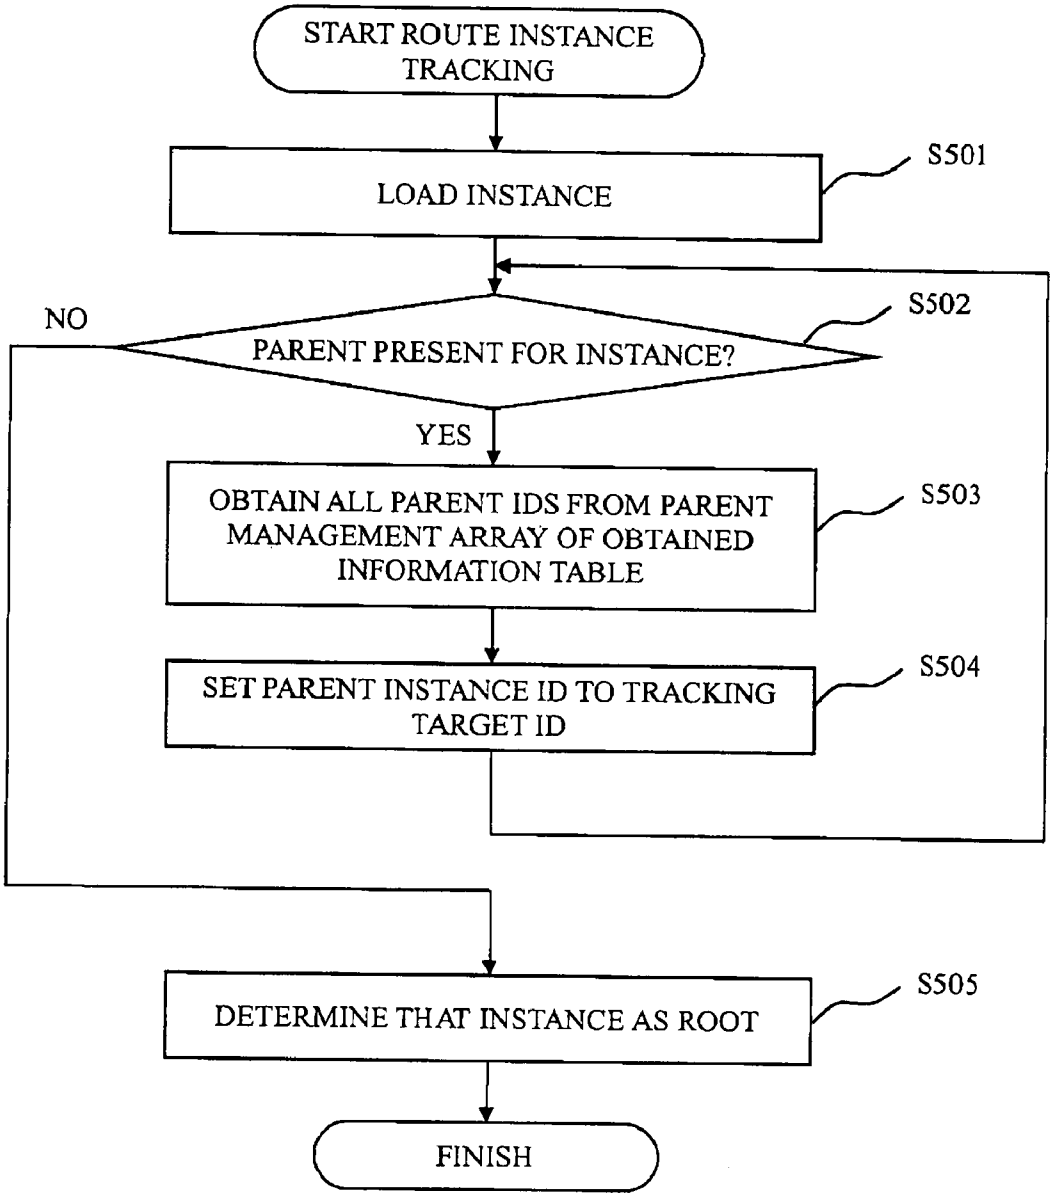 START ROUTE INSTANCE
TRACKING
S501
LOAD INSTANCE
S502
NO
PARENT PRESENT FOR INSTANCE?
YES
S503
OBTAIN ALL PARENT IDS FROM PARENT
MANAGEMENT ARRAY OF OBTAINED
INFORMATION TABLE
S504
SET PARENT INSTANCE ID TO TRACKING
TARGET ID
S505
DETERMINE THAT INSTANCE AS ROOT
FINISH